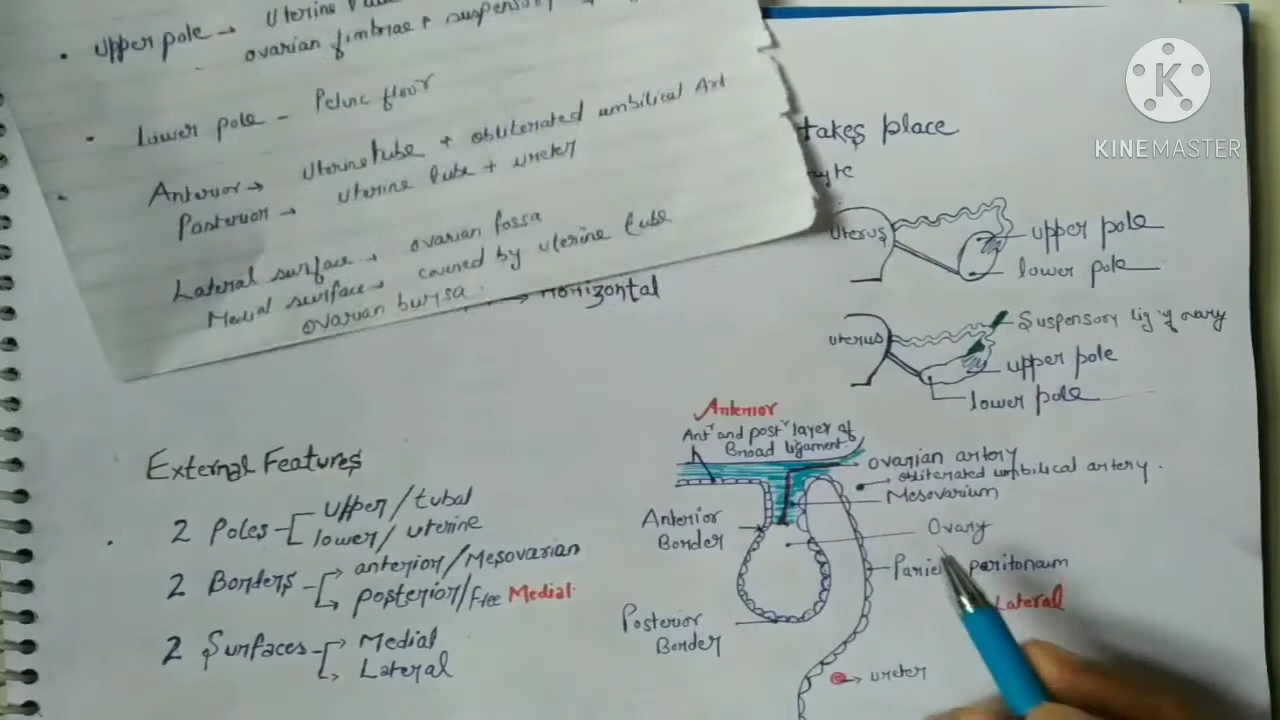 • Upper pole → Uterine
ovarian fimbriae + suspensory
• Lower pole - Pelvic floor
Anterior → Uterine tube + obliterated umbilical Art
Posterior → uterine tube + ureter
Lateral surface → ovarian fossa
Medial surface → covered by uterine tube
ovarian bursa.
→ Horizontal
takes place
KINEMASTER
uterus
upper pole
lower pole
Suspensory lig of ovary
uterus
upper pole
lower pole
External Features
2 Poles → Upper/tubal
lower/uterine
2 Borders → anterior/Mesovarian
→ posterior/free Medial
2 Surfaces → Medial
→ Lateral
Anterior
Antr and postr layer of
Broad ligament
ovarian artery
obliterated umbilical artery.
Mesovarium
Anterior
Border
Ovary
peritonaum
Lateral
Posterior
Border
ureter